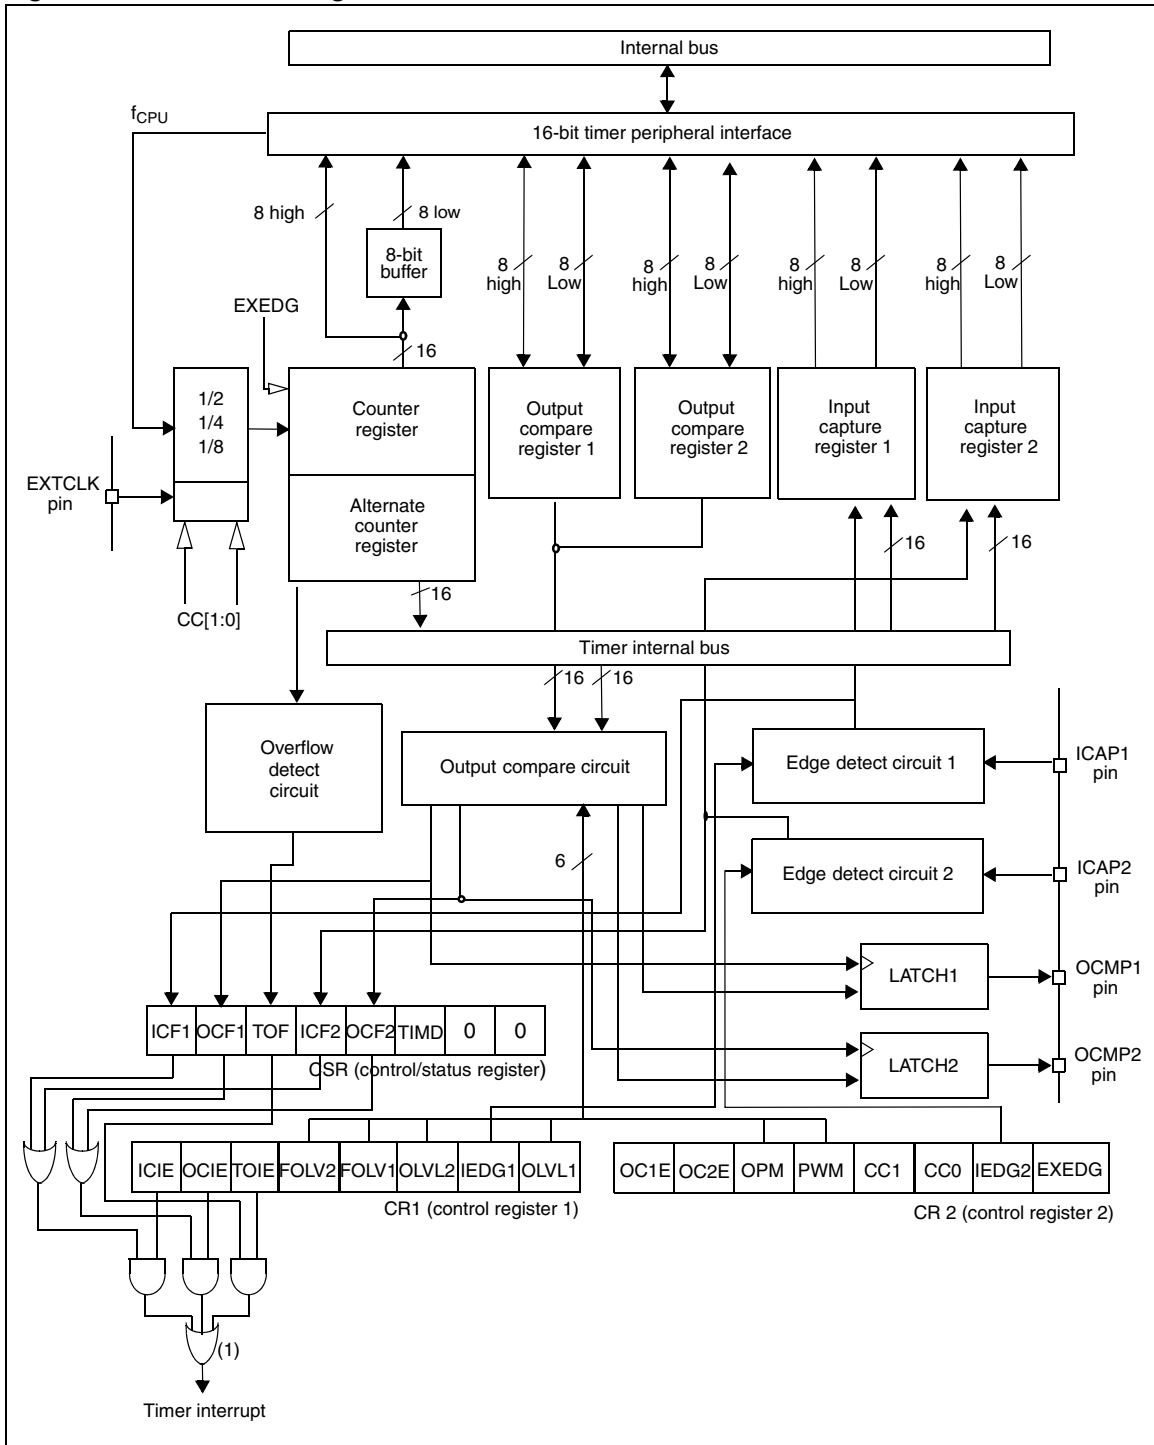 Internal bus
fCPU
16-bit timer peripheral interface
8 high
8 low
8-bit
buffer
8
high
8
Low
8
high
8
Low
8
high
8
Low
8
high
8
Low
EXEDG
16
1/2
1/4
1/8
Counter
register
Output
compare
register 1
Output
compare
register 2
Input
capture
register 1
Input
capture
register 2
EXTCLK
pin
Alternate
counter
register
16
16
16
CC[1:0]
Timer internal bus
16
16
Overflow
detect
circuit
Output compare circuit
Edge detect circuit 1
ICAP1
pin
6
Edge detect circuit 2
ICAP2
pin
LATCH1
OCMP1
pin
ICF1 OCF1 TOF ICF2 OCF2 TIMD 0 0
CSR (control/status register)
LATCH2
OCMP2
pin
ICIE OCIE TOIE FOLV2 FOLV1 OLVL2 IEDG1 OLVL1
CR1 (control register 1)
OC1E OC2E OPM PWM CC1 CC0 IEDG2 EXEDG
CR 2 (control register 2)
(1)
Timer interrupt